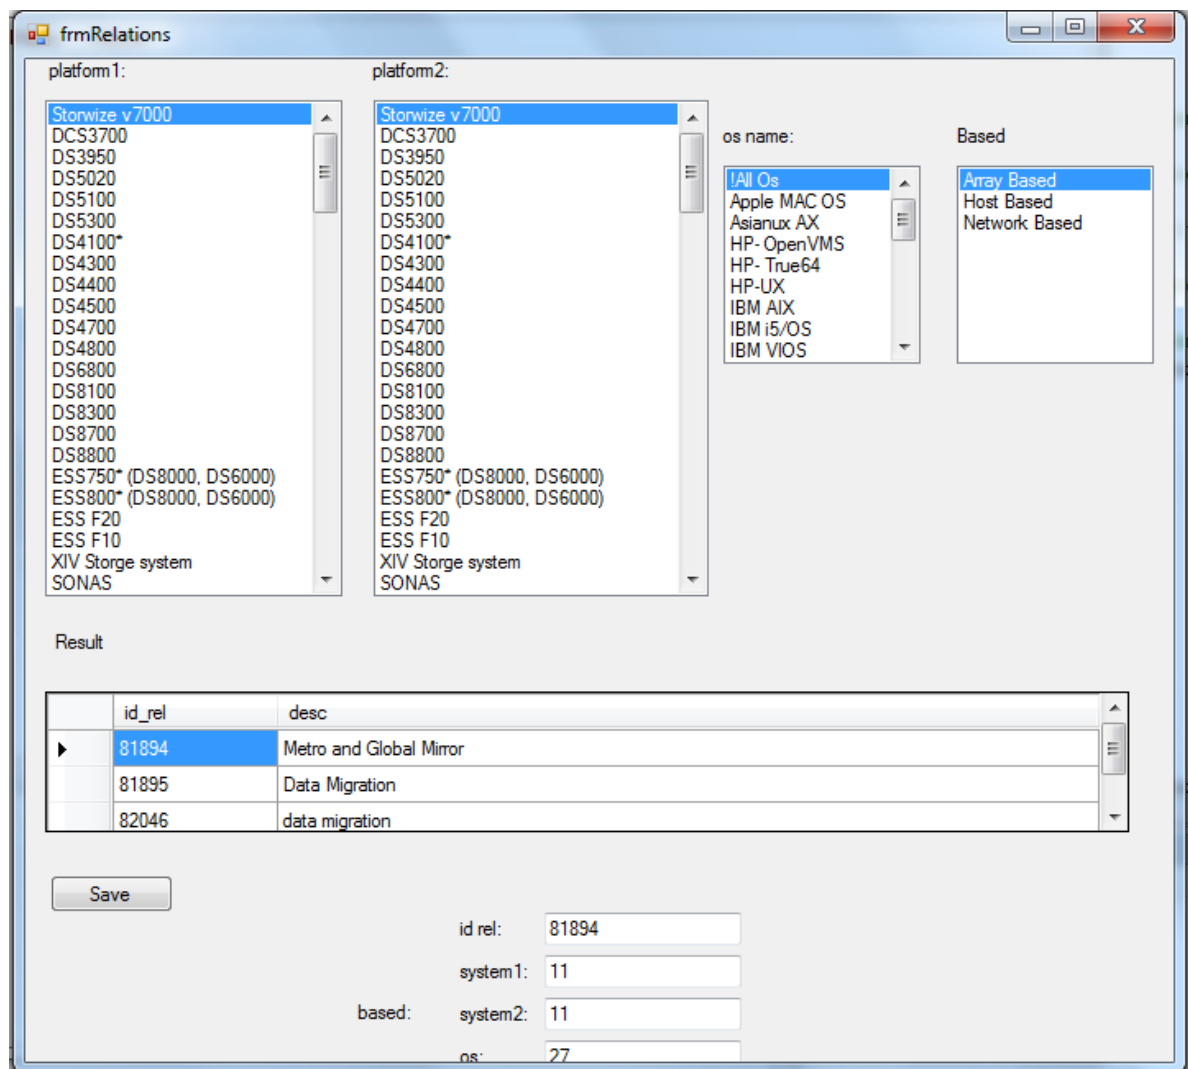 frmRelations
platform1:
platform2:
Storwize v7000
DCS3700
DS3950
DS5020
DS5100
DS5300
DS4100*
DS4300
DS4400
DS4500
DS4700
DS4800
DS6800
DS8100
DS8300
DS8700
DS8800
ESS750* (DS8000, DS6000)
ESS800* (DS8000, DS6000)
ESS F20
ESS F10
XIV Storge system
SONAS
Storwize v7000
DCS3700
DS3950
DS5020
DS5100
DS5300
DS4100*
DS4300
DS4400
DS4500
DS4700
DS4800
DS6800
DS8100
DS8300
DS8700
DS8800
ESS750* (DS8000, DS6000)
ESS800* (DS8000, DS6000)
ESS F20
ESS F10
XIV Storge system
SONAS
os name:
!All Os
Apple MAC OS
Asianux AX
HP- OpenVMS
HP- True64
HP-UX
IBM AIX
IBM i5/OS
IBM VIOS
Based
Array Based
Host Based
Network Based
Result
id_rel desc
81894 Metro and Global Mirror
81895 Data Migration
82046 data migration
Save
id rel: 81894
system1: 11
based: system2: 11
os: 27